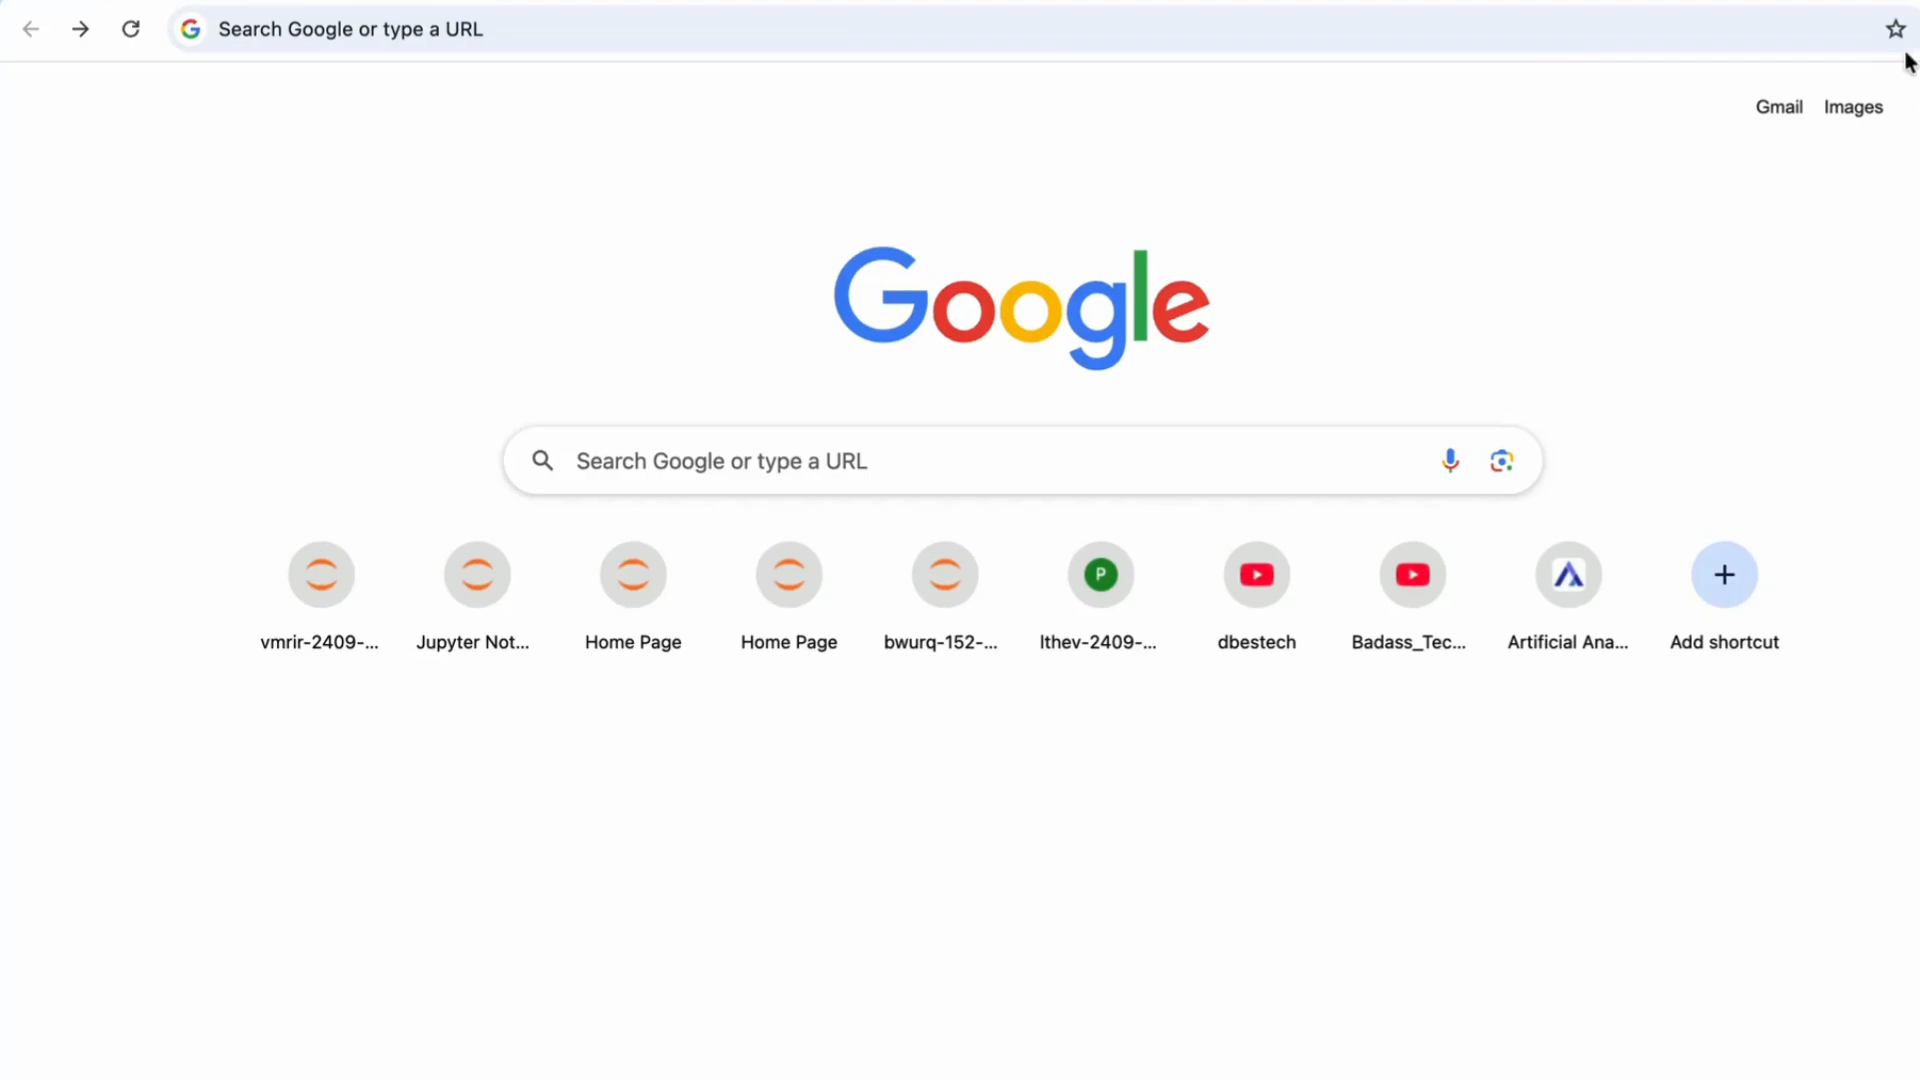 Search Google or type a URL
Gmail Images
Google
Search Google or type a URL
P
vmrir-2409-... Jupyter Not... Home Page Home Page bwurq-152-... lthev-2409-... dbestech Badass_Tec... Artificial Ana... Add shortcut